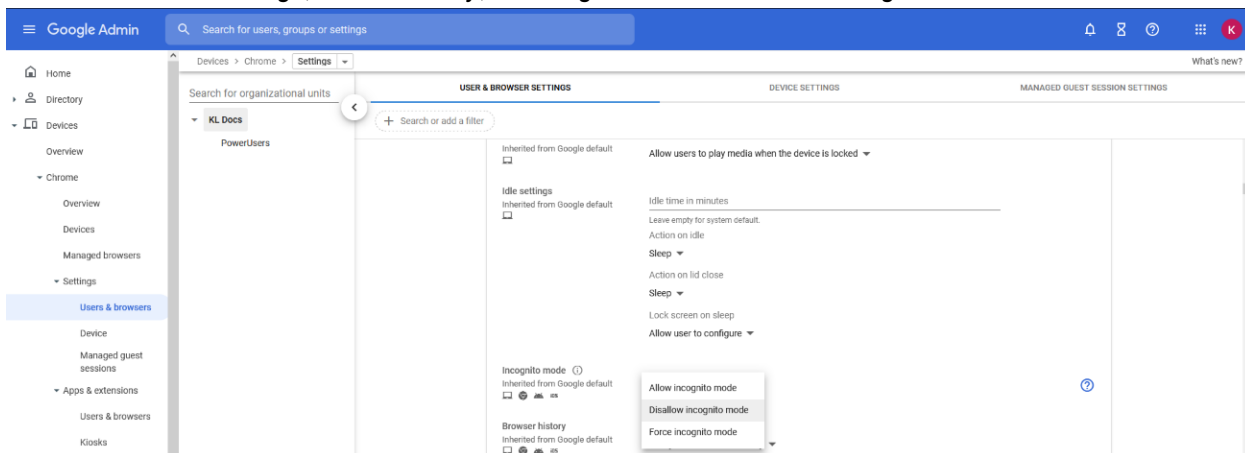 Google Admin
Search for users, groups or settings
K
Devices > Chrome > Settings
What's new?
Home
Directory
Devices
Overview
Chrome
Overview
Devices
Managed browsers
Settings
Users & browsers
Device
Managed guest
sessions
Apps & extensions
Users & browsers
Kiosks
Search for organizational units
KL Docs
PowerUsers
USER & BROWSER SETTINGS
DEVICE SETTINGS
MANAGED GUEST SESSION SETTINGS
+ Search or add a filter
Inherited from Google default
Allow users to play media when the device is locked
Idle settings
Inherited from Google default
Idle time in minutes
Leave empty for system default.
Action on idle
Sleep
Action on lid close
Sleep
Lock screen on sleep
Allow user to configure
Incognito mode
Inherited from Google default
iOS
Allow incognito mode
Disallow incognito mode
Force incognito mode
Browser history
Inherited from Google default
iOS